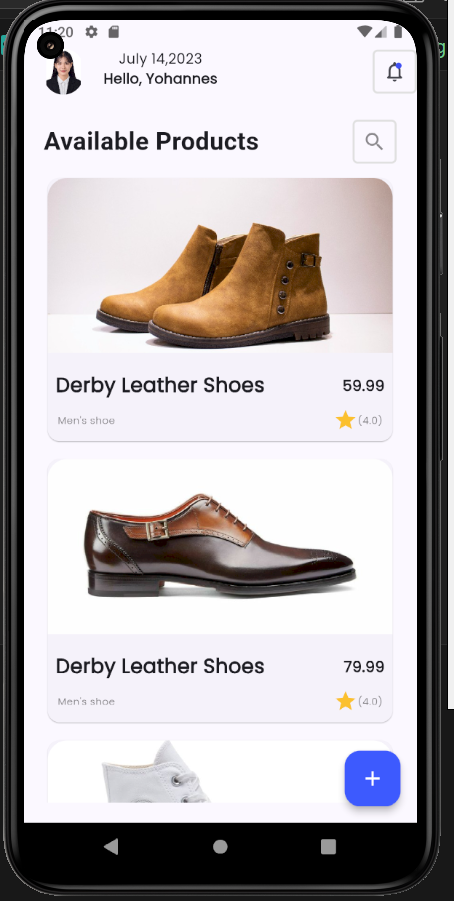 11:20
July 14,2023
Hello, Yohannes
Available Products
Derby Leather Shoes 59.99
Men's shoe (4.0)
Derby Leather Shoes 79.99
Men's shoe (4.0)
+